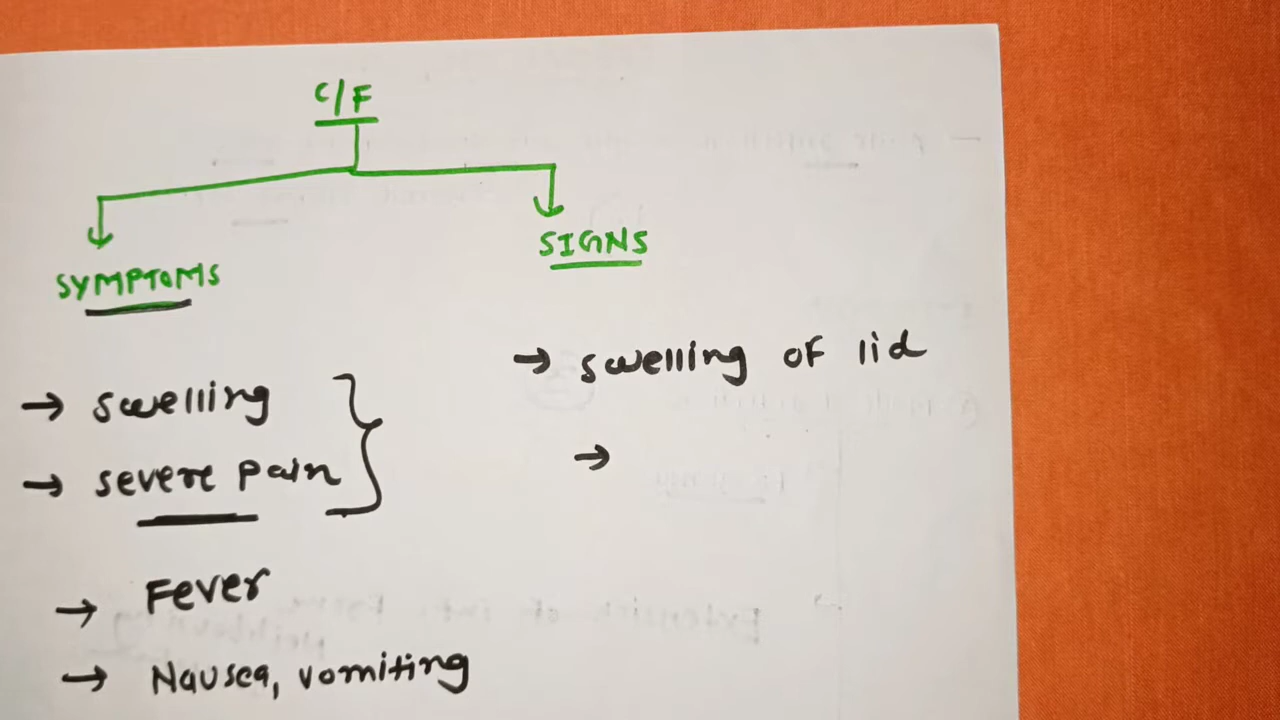 C/F
SYMPTOMS
SIGNS
→ swelling
→ severe pain
→ Fever
→ Nausea, vomiting
→ swelling of lid
→